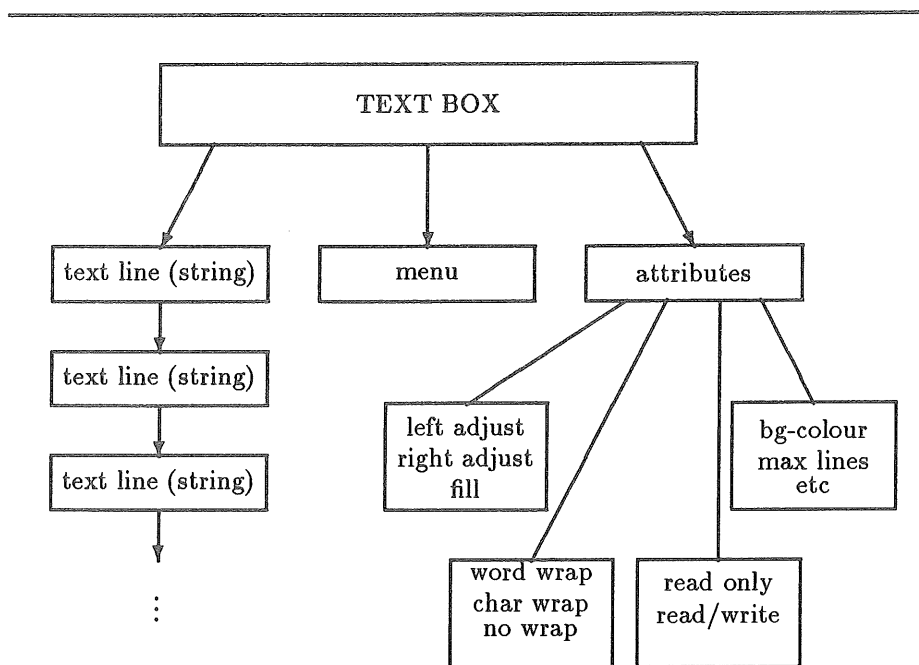 TEXT BOX
text line (string)
menu
attributes
text line (string)
text line (string)
left adjust
right adjust
fill
bg-colour
max lines
etc
word wrap
char wrap
no wrap
read only
read/write